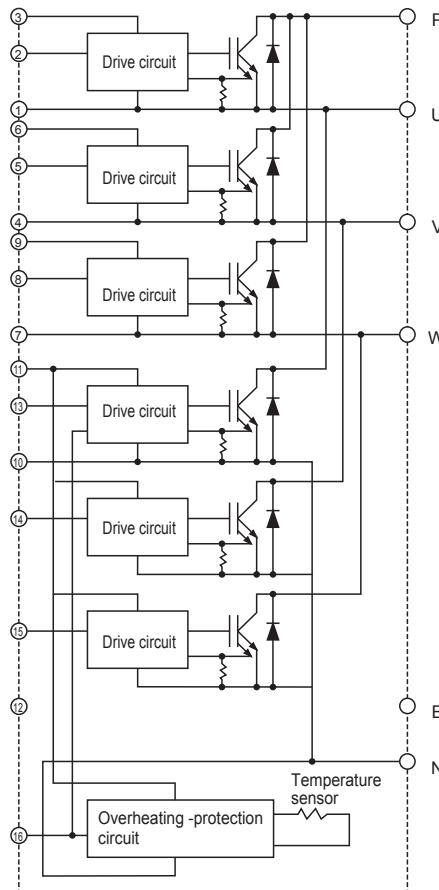 3
P
2
Drive circuit
1
U
6
5
Drive circuit
4
V
9
8
Drive circuit
7
W
11
13
Drive circuit
10
14
Drive circuit
15
Drive circuit
12
B
N
Temperature
sensor
Overheating -protection
circuit
16